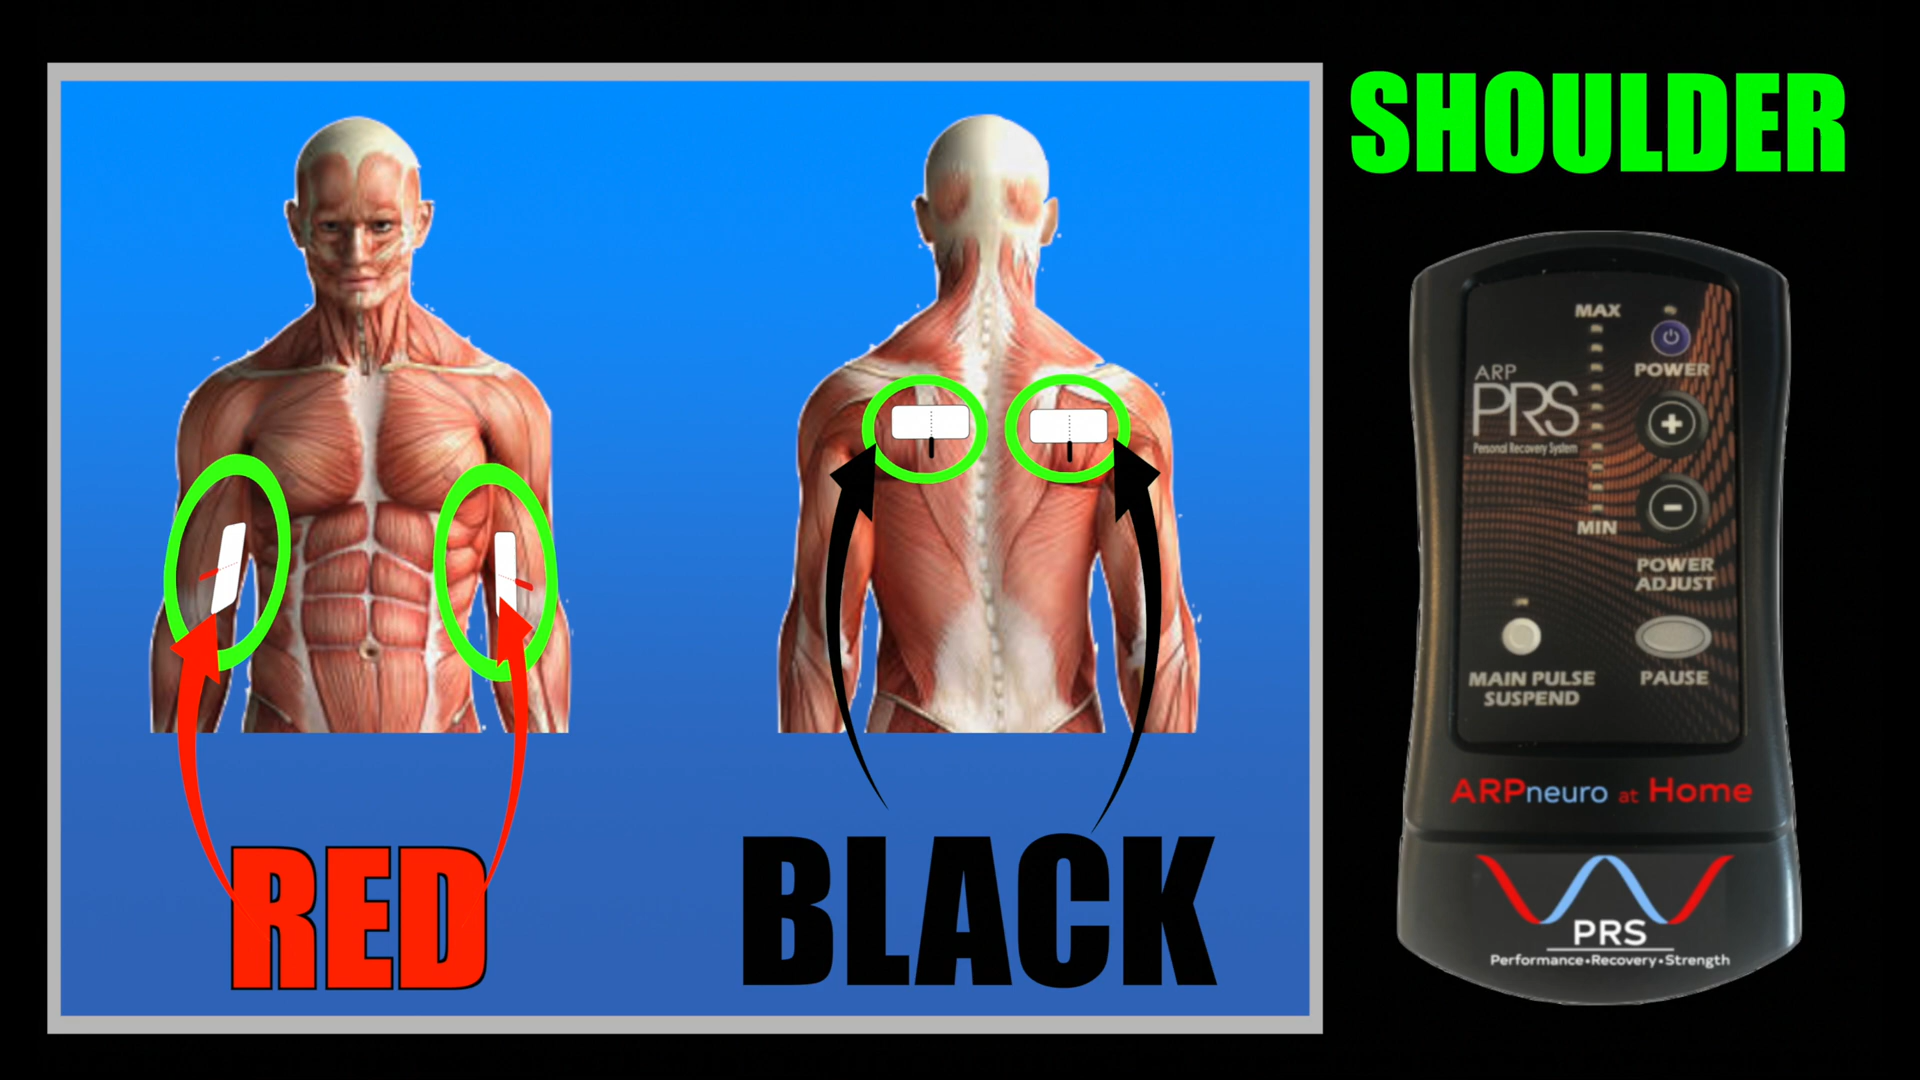 SHOULDER
MAX
POWER
ARP
PRS
Personal Recovery System
MIN
POWER
ADJUST
MAIN PULSE
SUSPEND
PAUSE
ARPneuro at Home
PRS
Performance•Recovery•Strength
RED
BLACK